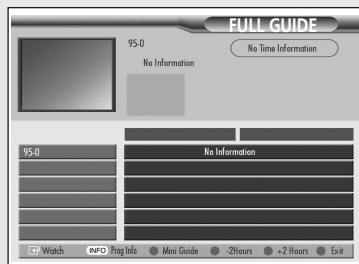 FULL GUIDE
95-0
No Time Information
No Information
95-0 No Information
Watch INFO Prog Info Mini Guide -2Hours +2 Hours Exit